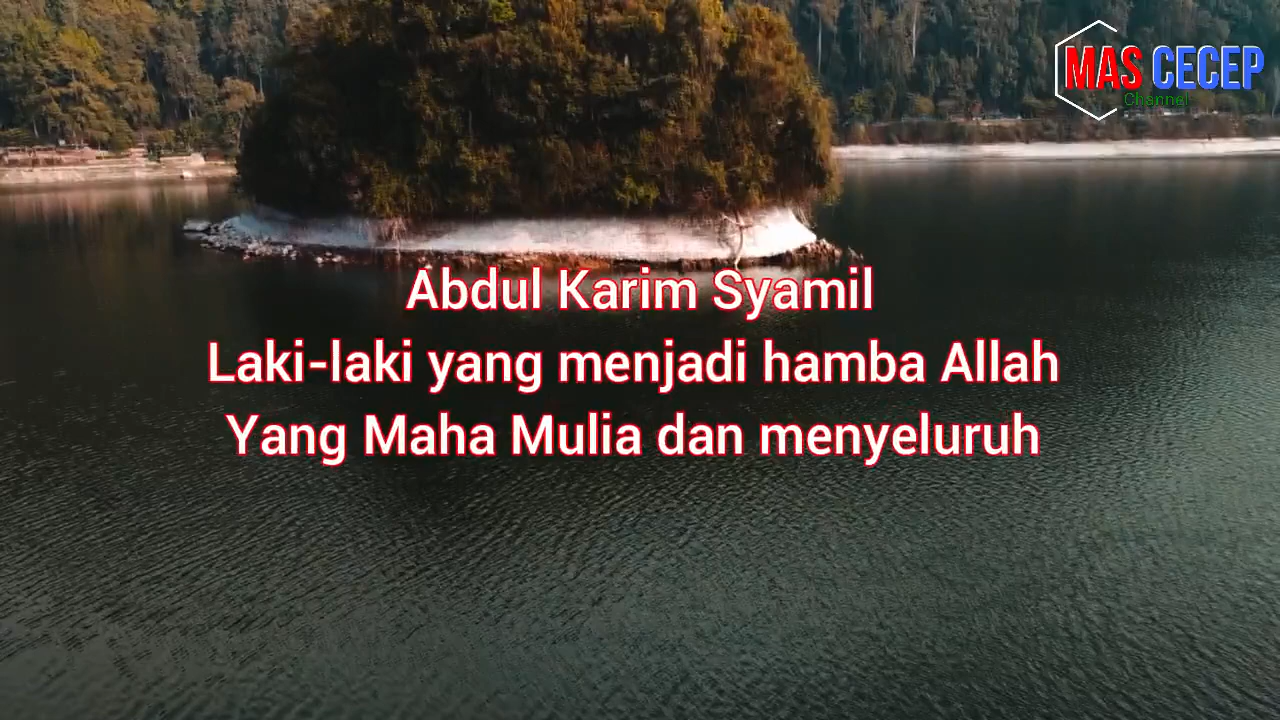 MAS CECEP
Channel
Abdul Karim Syamil
Laki-laki yang menjadi hamba Allah
Yang Maha Mulia dan menyeluruh